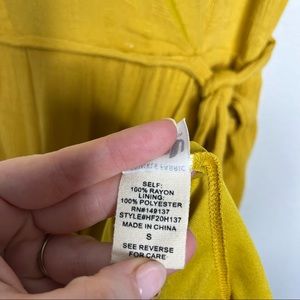 S
SELF:
100% RAYON
LINING:
100% POLYESTER
RN#149137
STYLE#HF20H137
MADE IN CHINA
S
SEE REVERSE
FOR CARE